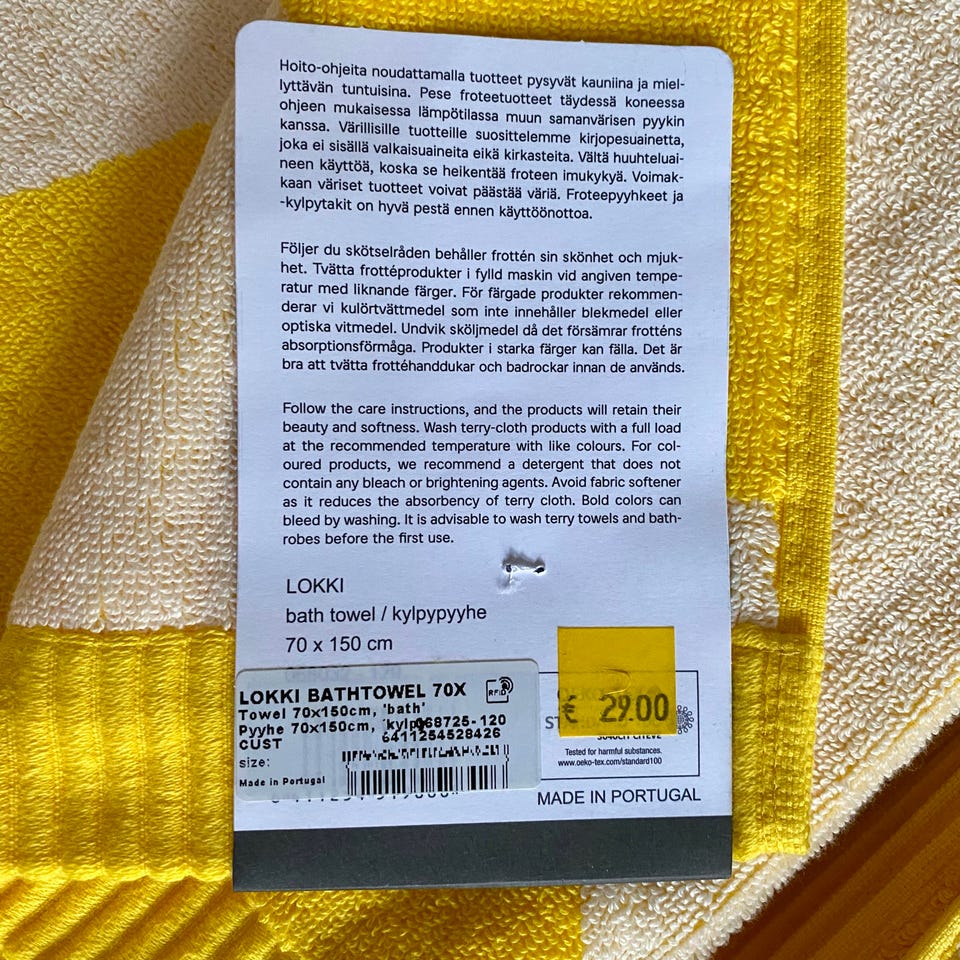 Hoito-ohjeita noudattamalla tuotteet pysyvät kauniina ja miel-
lyttävän tuntuisina. Pese froteetuotteet täydessä koneessa
ohjeen mukaisessa lämpötilassa muun samanvärisen pyykin
kanssa. Värillisille tuotteille suosittelemme kirjopesuainetta,
joka ei sisällä valkaisuaineita eikä kirkasteita. Vältä huuhteluai-
neen käyttöä, koska se heikentää froteen imukykyä. Voimak-
kaan väriset tuotteet voivat päästää väriä. Froteepyyhkeet ja
-kylpytakit on hyvä pestä ennen käyttöönottoa.
Följer du skötselråden behåller frottén sin skönhet och mjuk-
het. Tvätta frottéprodukter i fylld maskin vid angiven tempe-
ratur med liknande färger. För färgade produkter rekommen-
derar vi kulörtvättmedel som inte innehåller blekmedel eller
optiska vitmedel. Undvik sköljmedel då det försämrar frotténs
absorptionsförmåga. Produkter i starka färger kan fälla. Det är
bra att tvätta frottéhanddukar och badrockar innan de används.
Follow the care instructions, and the products will retain their
beauty and softness. Wash terry-cloth products with a full load
at the recommended temperature with like colours. For col-
oured products, we recommend a detergent that does not
contain any bleach or brightening agents. Avoid fabric softener
as it reduces the absorbency of terry cloth. Bold colors can
bleed by washing. It is advisable to wash terry towels and bath-
robes before the first use.
LOKKI
bath towel / kylpypyyhe
70 x 150 cm
LOKKI BATHTOWEL 70X
RFID
Towel 70x150cm, 'bath'
Pyyhe 70x150cm, 'kylpy
068725-120
CUST
6411254528426
size:
Made in Portugal
€ 29.00
Tested for harmful substances.
www.oeko-tex.com/standard100
MADE IN PORTUGAL